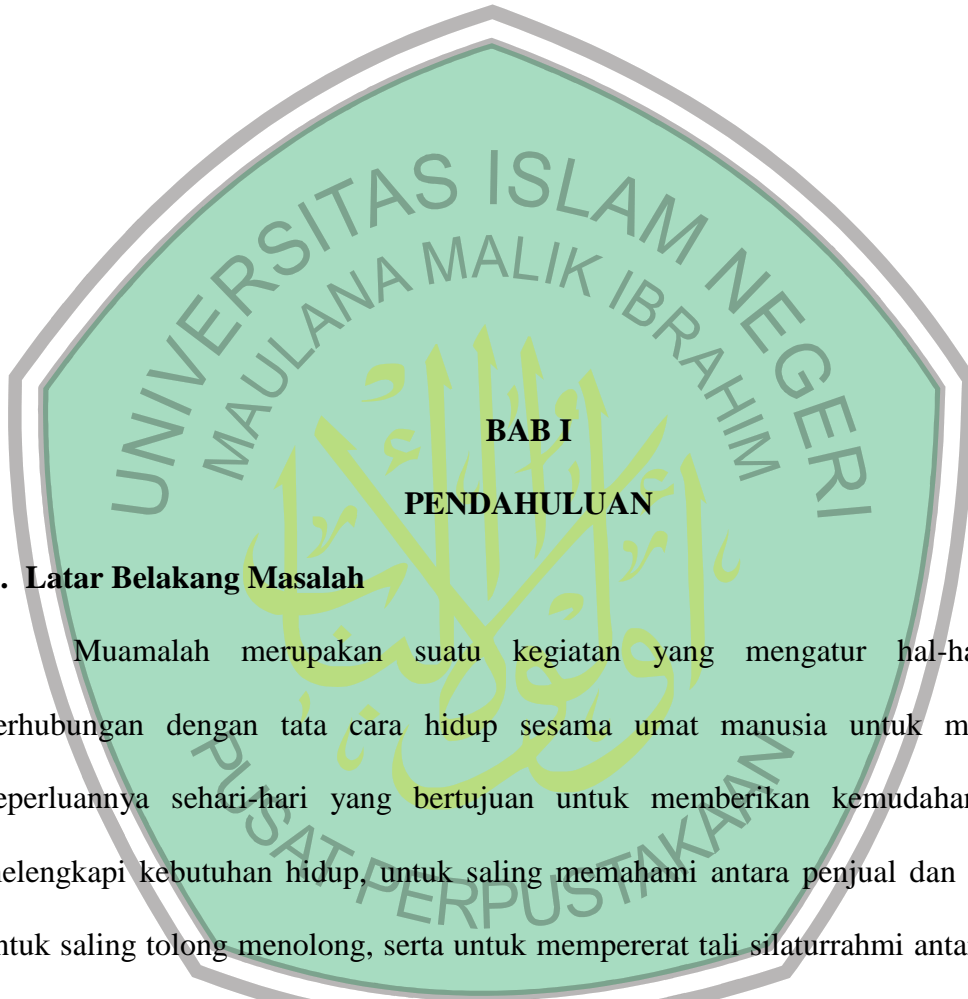 UNIVERSITAS ISLAM NEGERI
MAULANA MALIK IBRAHIM
BAB I
PENDAHULUAN
. Latar Belakang Masalah
Muamalah merupakan suatu kegiatan yang mengatur hal-ha
erhubungan dengan tata cara hidup sesama umat manusia untuk m
eperluannya sehari-hari yang bertujuan untuk memberikan kemudahan
elengkapi kebutuhan hidup, untuk saling memahami antara penjual dan
ntuk saling tolong menolong, serta untuk mempererat tali silaturrahmi antar
PUSAT PERPUSTAKAAN